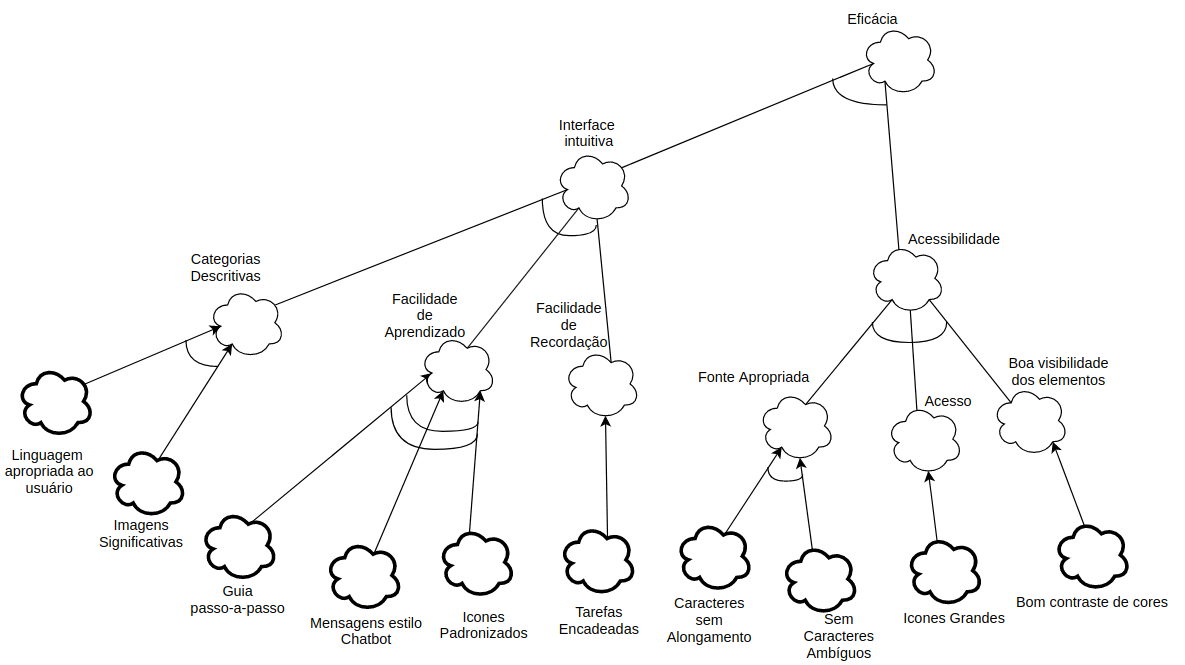 Eficácia
Interface
intuitiva
Acessibilidade
Categorias
Descritivas
Facilidade
de
Aprendizado
Facilidade
de
Recordação
Fonte Apropriada
Acesso
Boa visibilidade
dos elementos
Linguagem
apropriada ao
usuário
Imagens
Significativas
Guia
passo-a-passo
Mensagens estilo
Chatbot
Icones
Padronizados
Tarefas
Encadeadas
Caracteres
sem
Alongamento
Sem
Caracteres
Ambíguos
Icones Grandes
Bom contraste de cores